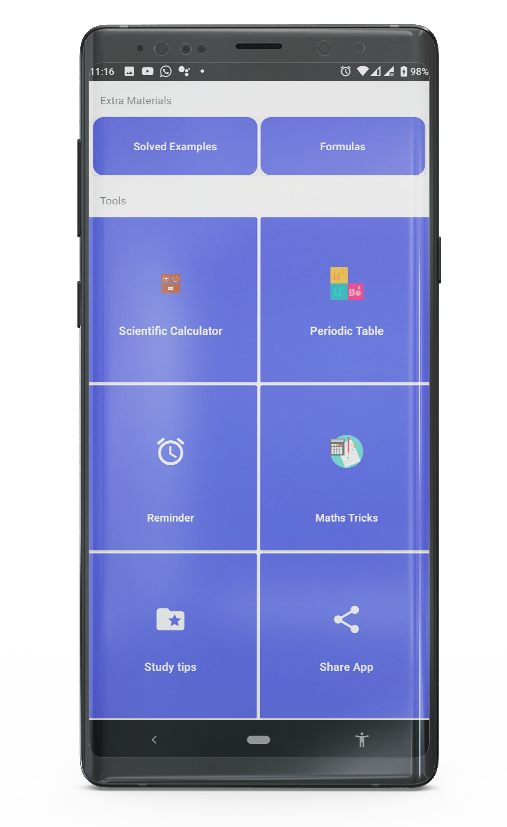 11:16 98%
Extra Materials
Solved Examples Formulas
Tools
H
Li Be
Scientific Calculator Periodic Table
Reminder Maths Tricks
Study tips Share App